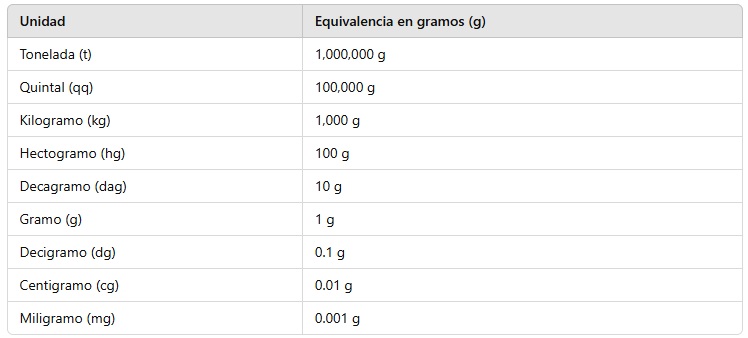 Unidad Equivalencia en gramos (g)
Tonelada (t) 1,000,000 g
Quintal (qq) 100,000 g
Kilogramo (kg) 1,000 g
Hectogramo (hg) 100 g
Decagramo (dag) 10 g
Gramo (g) 1 g
Decigramo (dg) 0.1 g
Centigramo (cg) 0.01 g
Miligramo (mg) 0.001 g